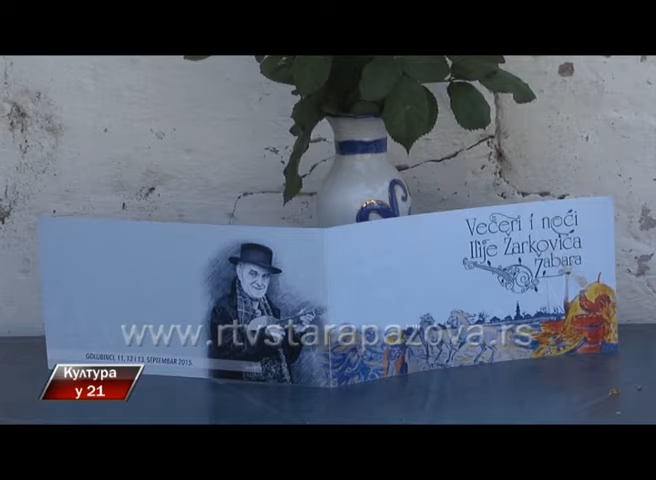 Večeri i noći
Ilije Žarkovića
Žabara
www.rtvstarapazova.rs
GOLUBINCI, 11, 12 i 13. SEPTEMBAR 2015.
Култура
у 21